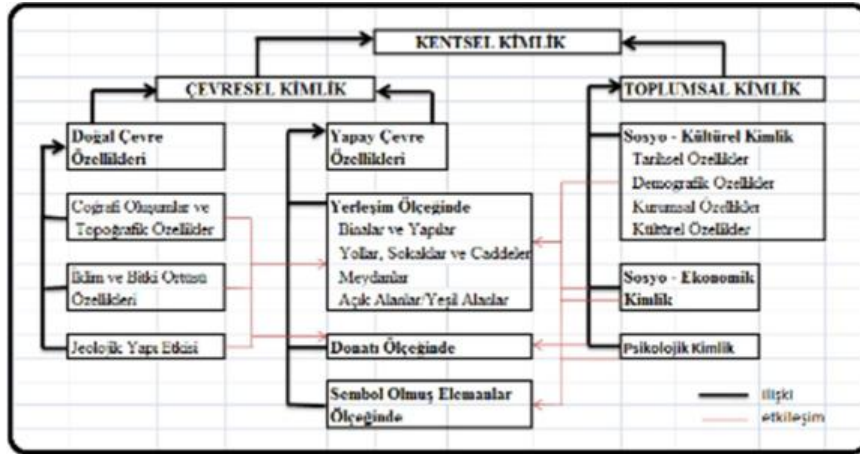 KENTSEL KİMLİK
ÇEVRESEL KİMLİK
TOPLUMSAL KİMLİK
Doğal Çevre
Özellikleri
Coğrafi Oluşumlar ve
Topoğrafik Özellikler
İklim ve Bitki Örtüsü
Özellikleri
Jeolojik Yapı Etkisi
Yapay Çevre
Özellikleri
Yerleşim Ölçeğinde
Binalar ve Yapılar
Yollar, Sokaklar ve Caddeler
Meydanlar
Açık Alanlar/Yeşil Alanlar
Donatı Ölçeğinde
Sembol Olmuş Elemanlar
Ölçeğinde
Sosyo - Kültürel Kimlik
Tarihsel Özellikler
Demografik Özellikler
Kurumsal Özellikler
Kültürel Özelikler
Sosyo - Ekonomik
Kimlik
Psikolojik Kimlik
ilişki
etkileşim